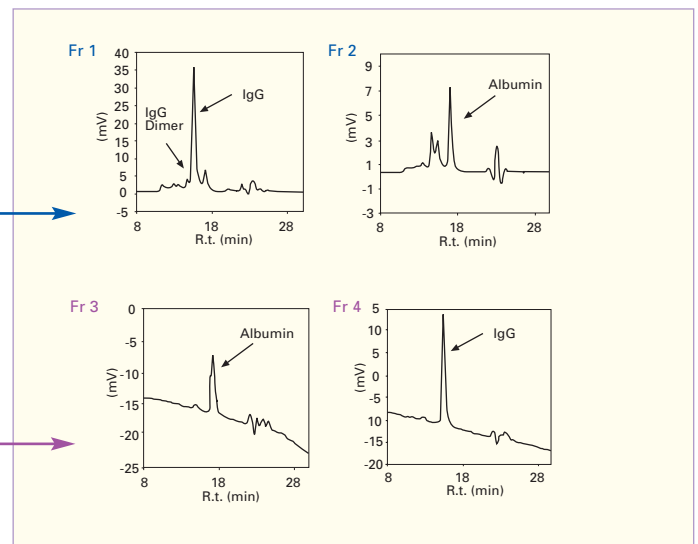 Fr 1
40
35
30
25
20
15
10
5
0
-5
(mV)
IgG
Dimer
IgG
8 18 28
R.t. (min)
Fr 2
9
7
5
3
1
-1
-3
(mV)
Albumin
8 18 28
R.t. (min)
Fr 3
0
-5
-10
-15
-20
-25
(mV)
Albumin
8 18 28
R.t. (min)
Fr 4
5
10
5
0
-5
10
-15
-20
(mV)
IgG
8 18 28
R.t. (min)